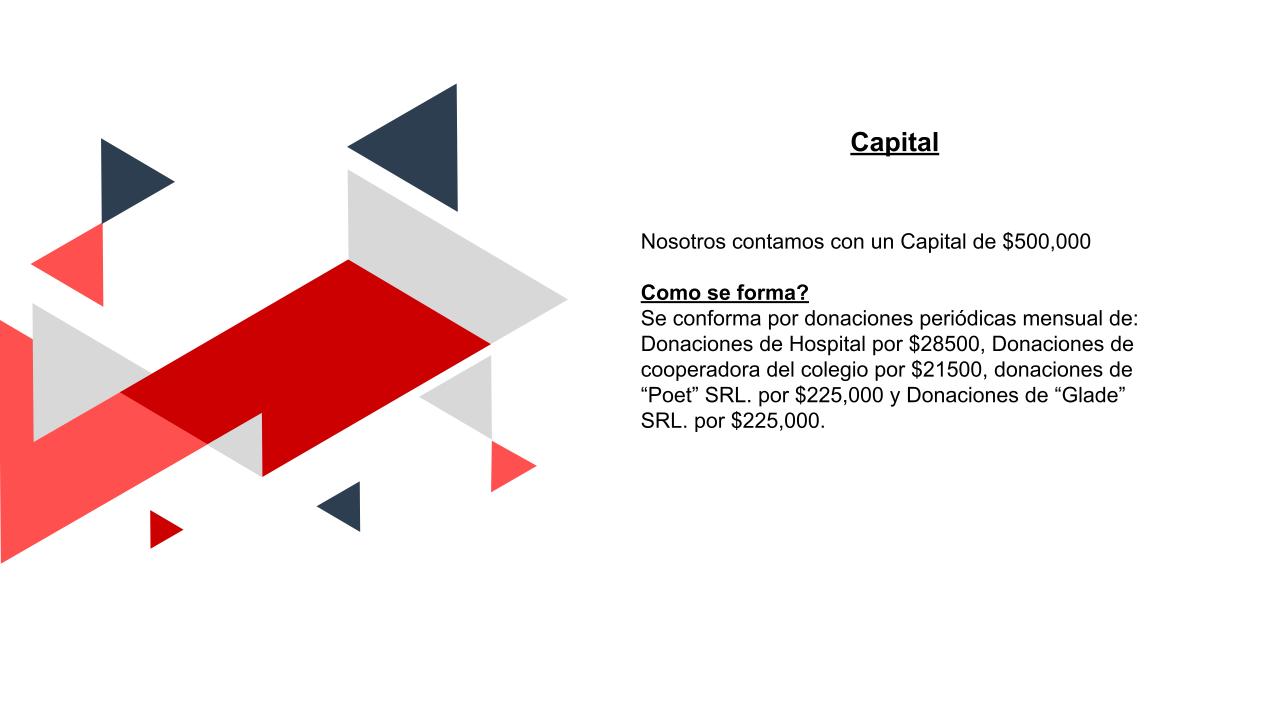 Capital
Nosotros contamos con un Capital de $500,000
Como se forma?
Se conforma por donaciones periódicas mensual de:
Donaciones de Hospital por $28500, Donaciones de
cooperadora del colegio por $21500, donaciones de
“Poet” SRL. por $225,000 y Donaciones de “Glade”
SRL. por $225,000.